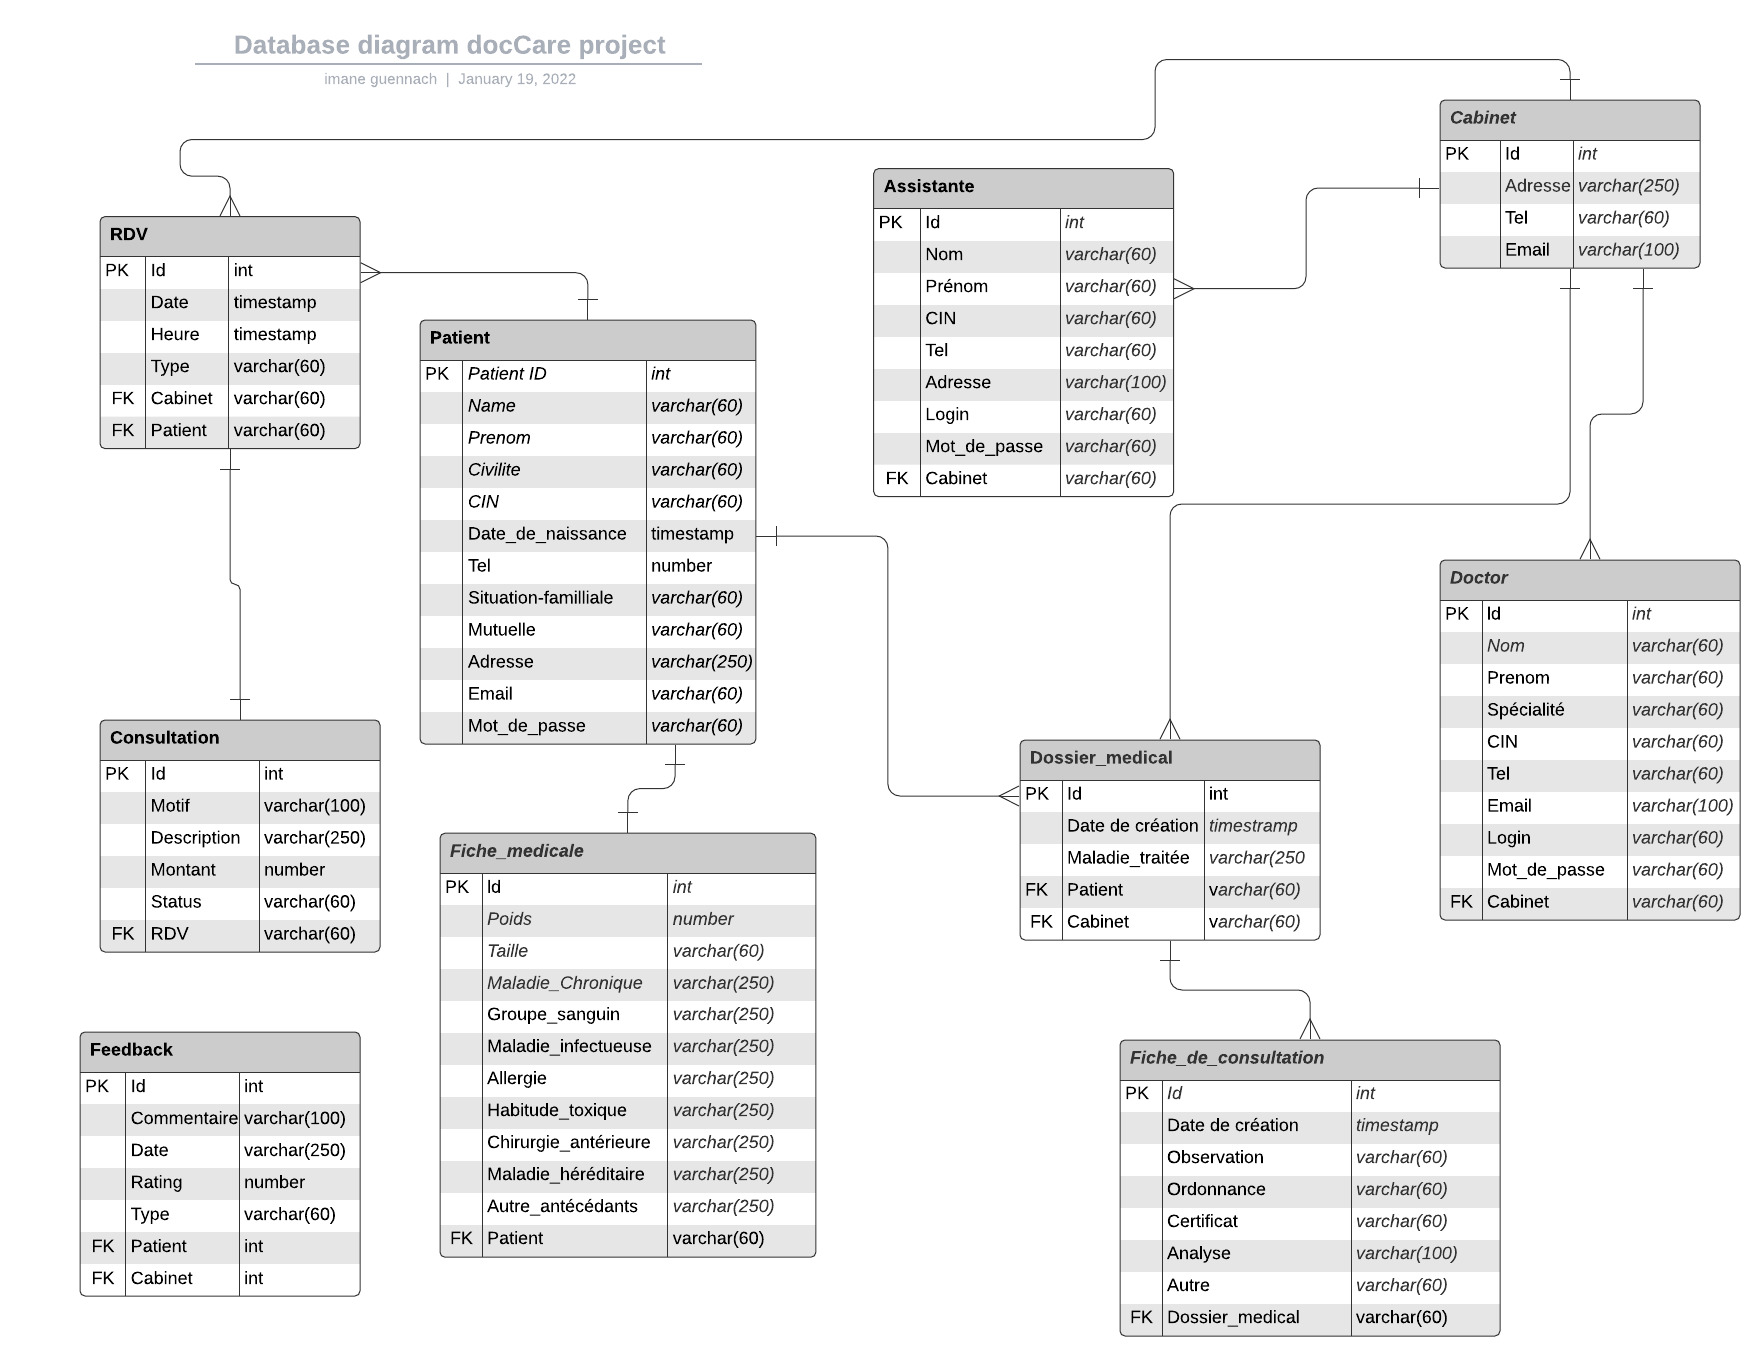 Database diagram docCare project
imane guennach | January 19, 2022
Cabinet
PK Id int
Adresse varchar(250)
Tel varchar(60)
Email varchar(100)
Assistante
PK Id int
Nom varchar(60)
Prénom varchar(60)
CIN varchar(60)
Tel varchar(60)
Adresse varchar(100)
Login varchar(60)
Mot_de_passe varchar(60)
FK Cabinet varchar(60)
RDV
PK Id int
Date timestamp
Heure timestamp
Type varchar(60)
FK Cabinet varchar(60)
FK Patient varchar(60)
Patient
PK Patient ID int
Name varchar(60)
Prenom varchar(60)
Civilite varchar(60)
CIN varchar(60)
Date_de_naissance timestamp
Tel number
Situation-familliale varchar(60)
Mutuelle varchar(60)
Adresse varchar(250)
Email varchar(60)
Mot_de_passe varchar(60)
Doctor
PK Id int
Nom varchar(60)
Prenom varchar(60)
Spécialité varchar(60)
CIN varchar(60)
Tel varchar(60)
Email varchar(100)
Login varchar(60)
Mot_de_passe varchar(60)
FK Cabinet varchar(60)
Consultation
PK Id int
Motif varchar(100)
Description varchar(250)
Montant number
Status varchar(60)
FK RDV varchar(60)
Dossier_medical
PK Id int
Date de création timestramp
Maladie_traitée varchar(250
FK Patient varchar(60)
FK Cabinet varchar(60)
Fiche_medicale
PK Id int
Poids number
Taille varchar(60)
Maladie_Chronique varchar(250)
Groupe_sanguin varchar(250)
Maladie_infectueuse varchar(250)
Allergie varchar(250)
Habitude_toxique varchar(250)
Chirurgie_antérieure varchar(250)
Maladie_héréditaire varchar(250)
Autre_antécédants varchar(250)
FK Patient varchar(60)
Feedback
PK Id int
Commentaire varchar(100)
Date varchar(250)
Rating number
Type varchar(60)
FK Patient int
FK Cabinet int
Fiche_de_consultation
PK Id int
Date de création timestamp
Observation varchar(60)
Ordonnance varchar(60)
Certificat varchar(60)
Analyse varchar(100)
Autre varchar(60)
FK Dossier_medical varchar(60)